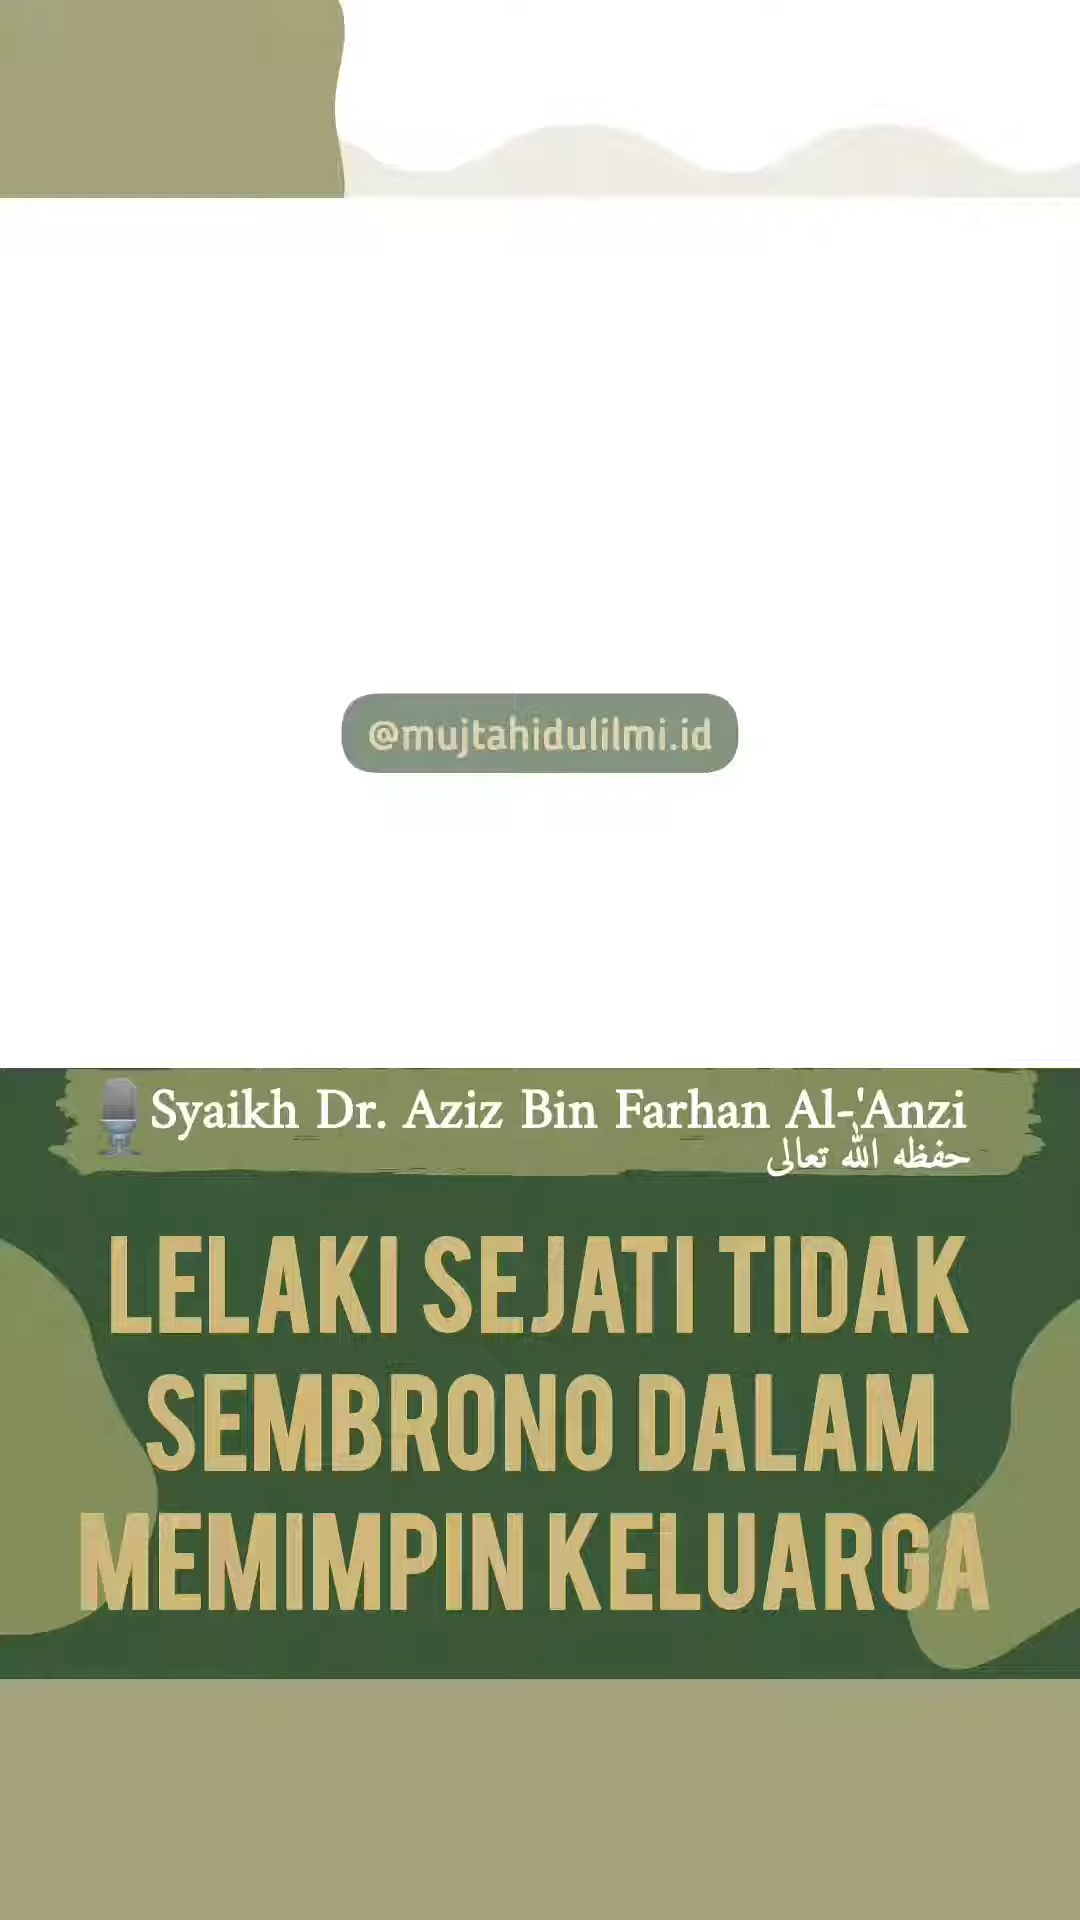 @mujtahidulilmi.id
Syaikh Dr. Aziz Bin Farhan Al-'Anzi
حفظه الله تعالى
LELAKI SEJATI TIDAK
SEMBRONO DALAM
MEMIMPIN KELUARGA